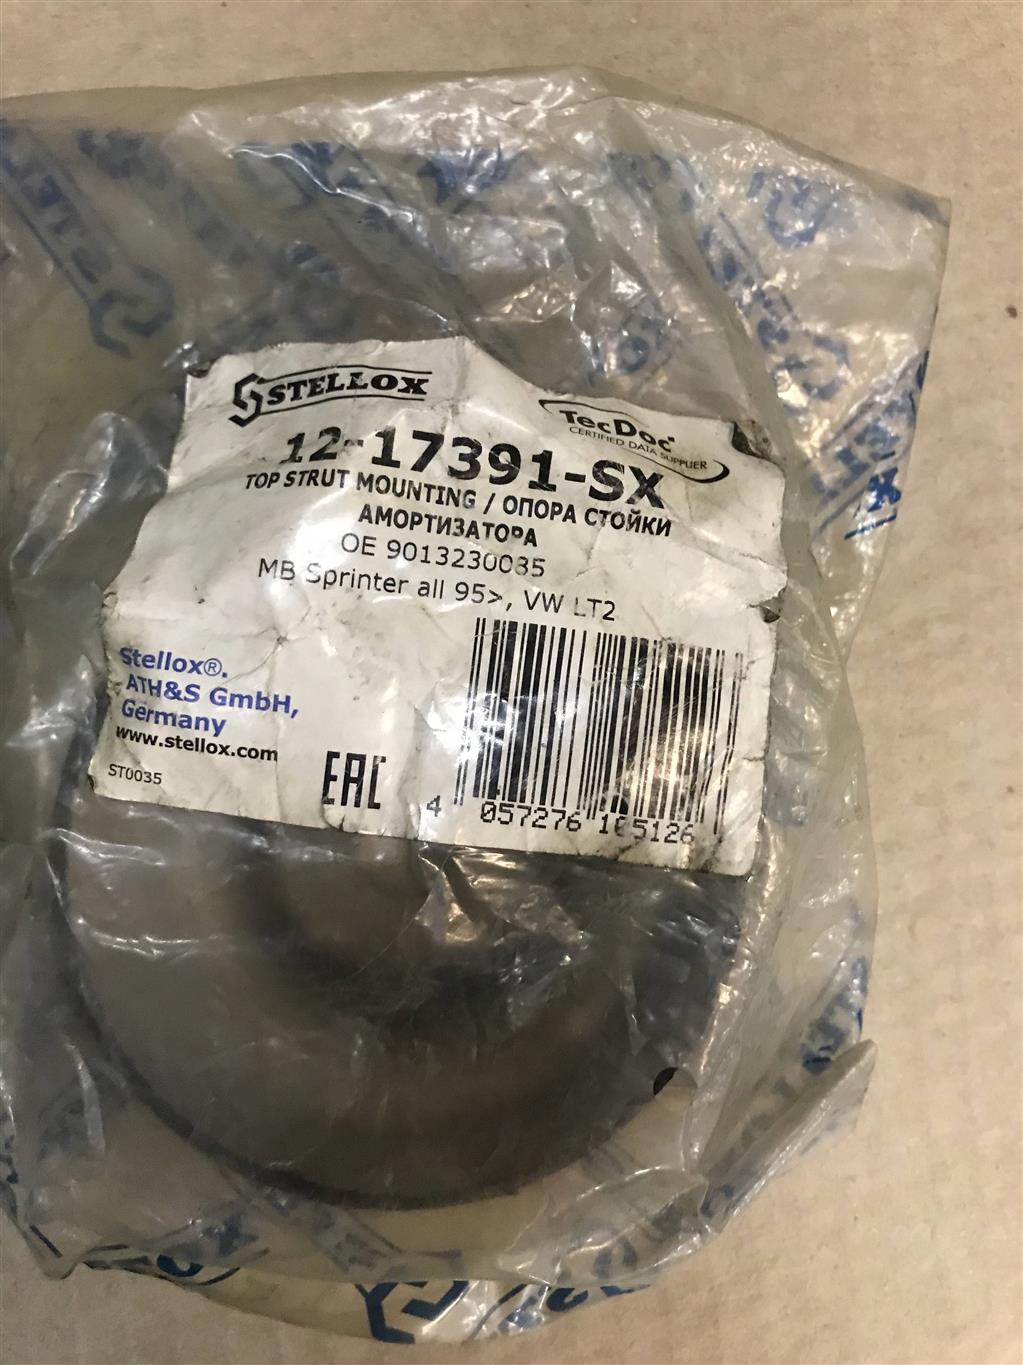 STELLOX
TecDoc
CERTIFIED DATA SUPPLIER
12-17391-SX
TOP STRUT MOUNTING / ОПОРА СТОЙКИ
АМОРТИЗАТОРА
OE 9013230035
MB Sprinter all 95>, VW LT2
Stellox®.
ATH&S GmbH,
Germany
www.stellox.com
ST0035
EAC
4 057276 165126